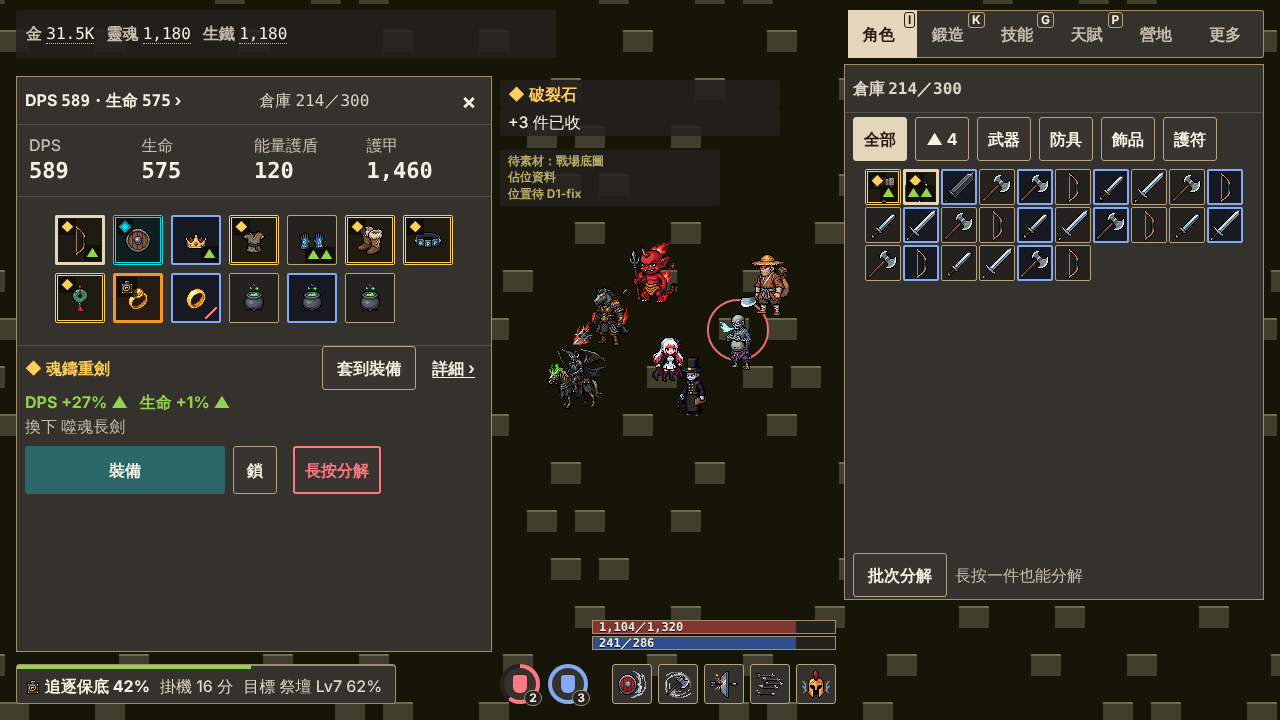 金 31.5K 靈魂 1,180 生鐵 1,180
角色 I 鍛造 K 技能 G 天賦 P 營地 更多
DPS 589・生命 575 › 倉庫 214／300 ×
DPS 生命 能量護盾 護甲
589 575 120 1,460
◆ 魂鑄重劍 套到裝備 詳細 ›
DPS +27% ▲ 生命 +1% ▲
換下 噬魂長劍
裝備 鎖 長按分解
◆ 破裂石
+3 件已收
待素材：戰場底圖
佔位資料
位置待 D1-fix
倉庫 214／300
全部 ▲ 4 武器 防具 飾品 護符
批次分解 長按一件也能分解
1,104／1,320
241／286
追逐保底 42% 掛機 16 分 目標 祭壇 Lv7 62%
2 3